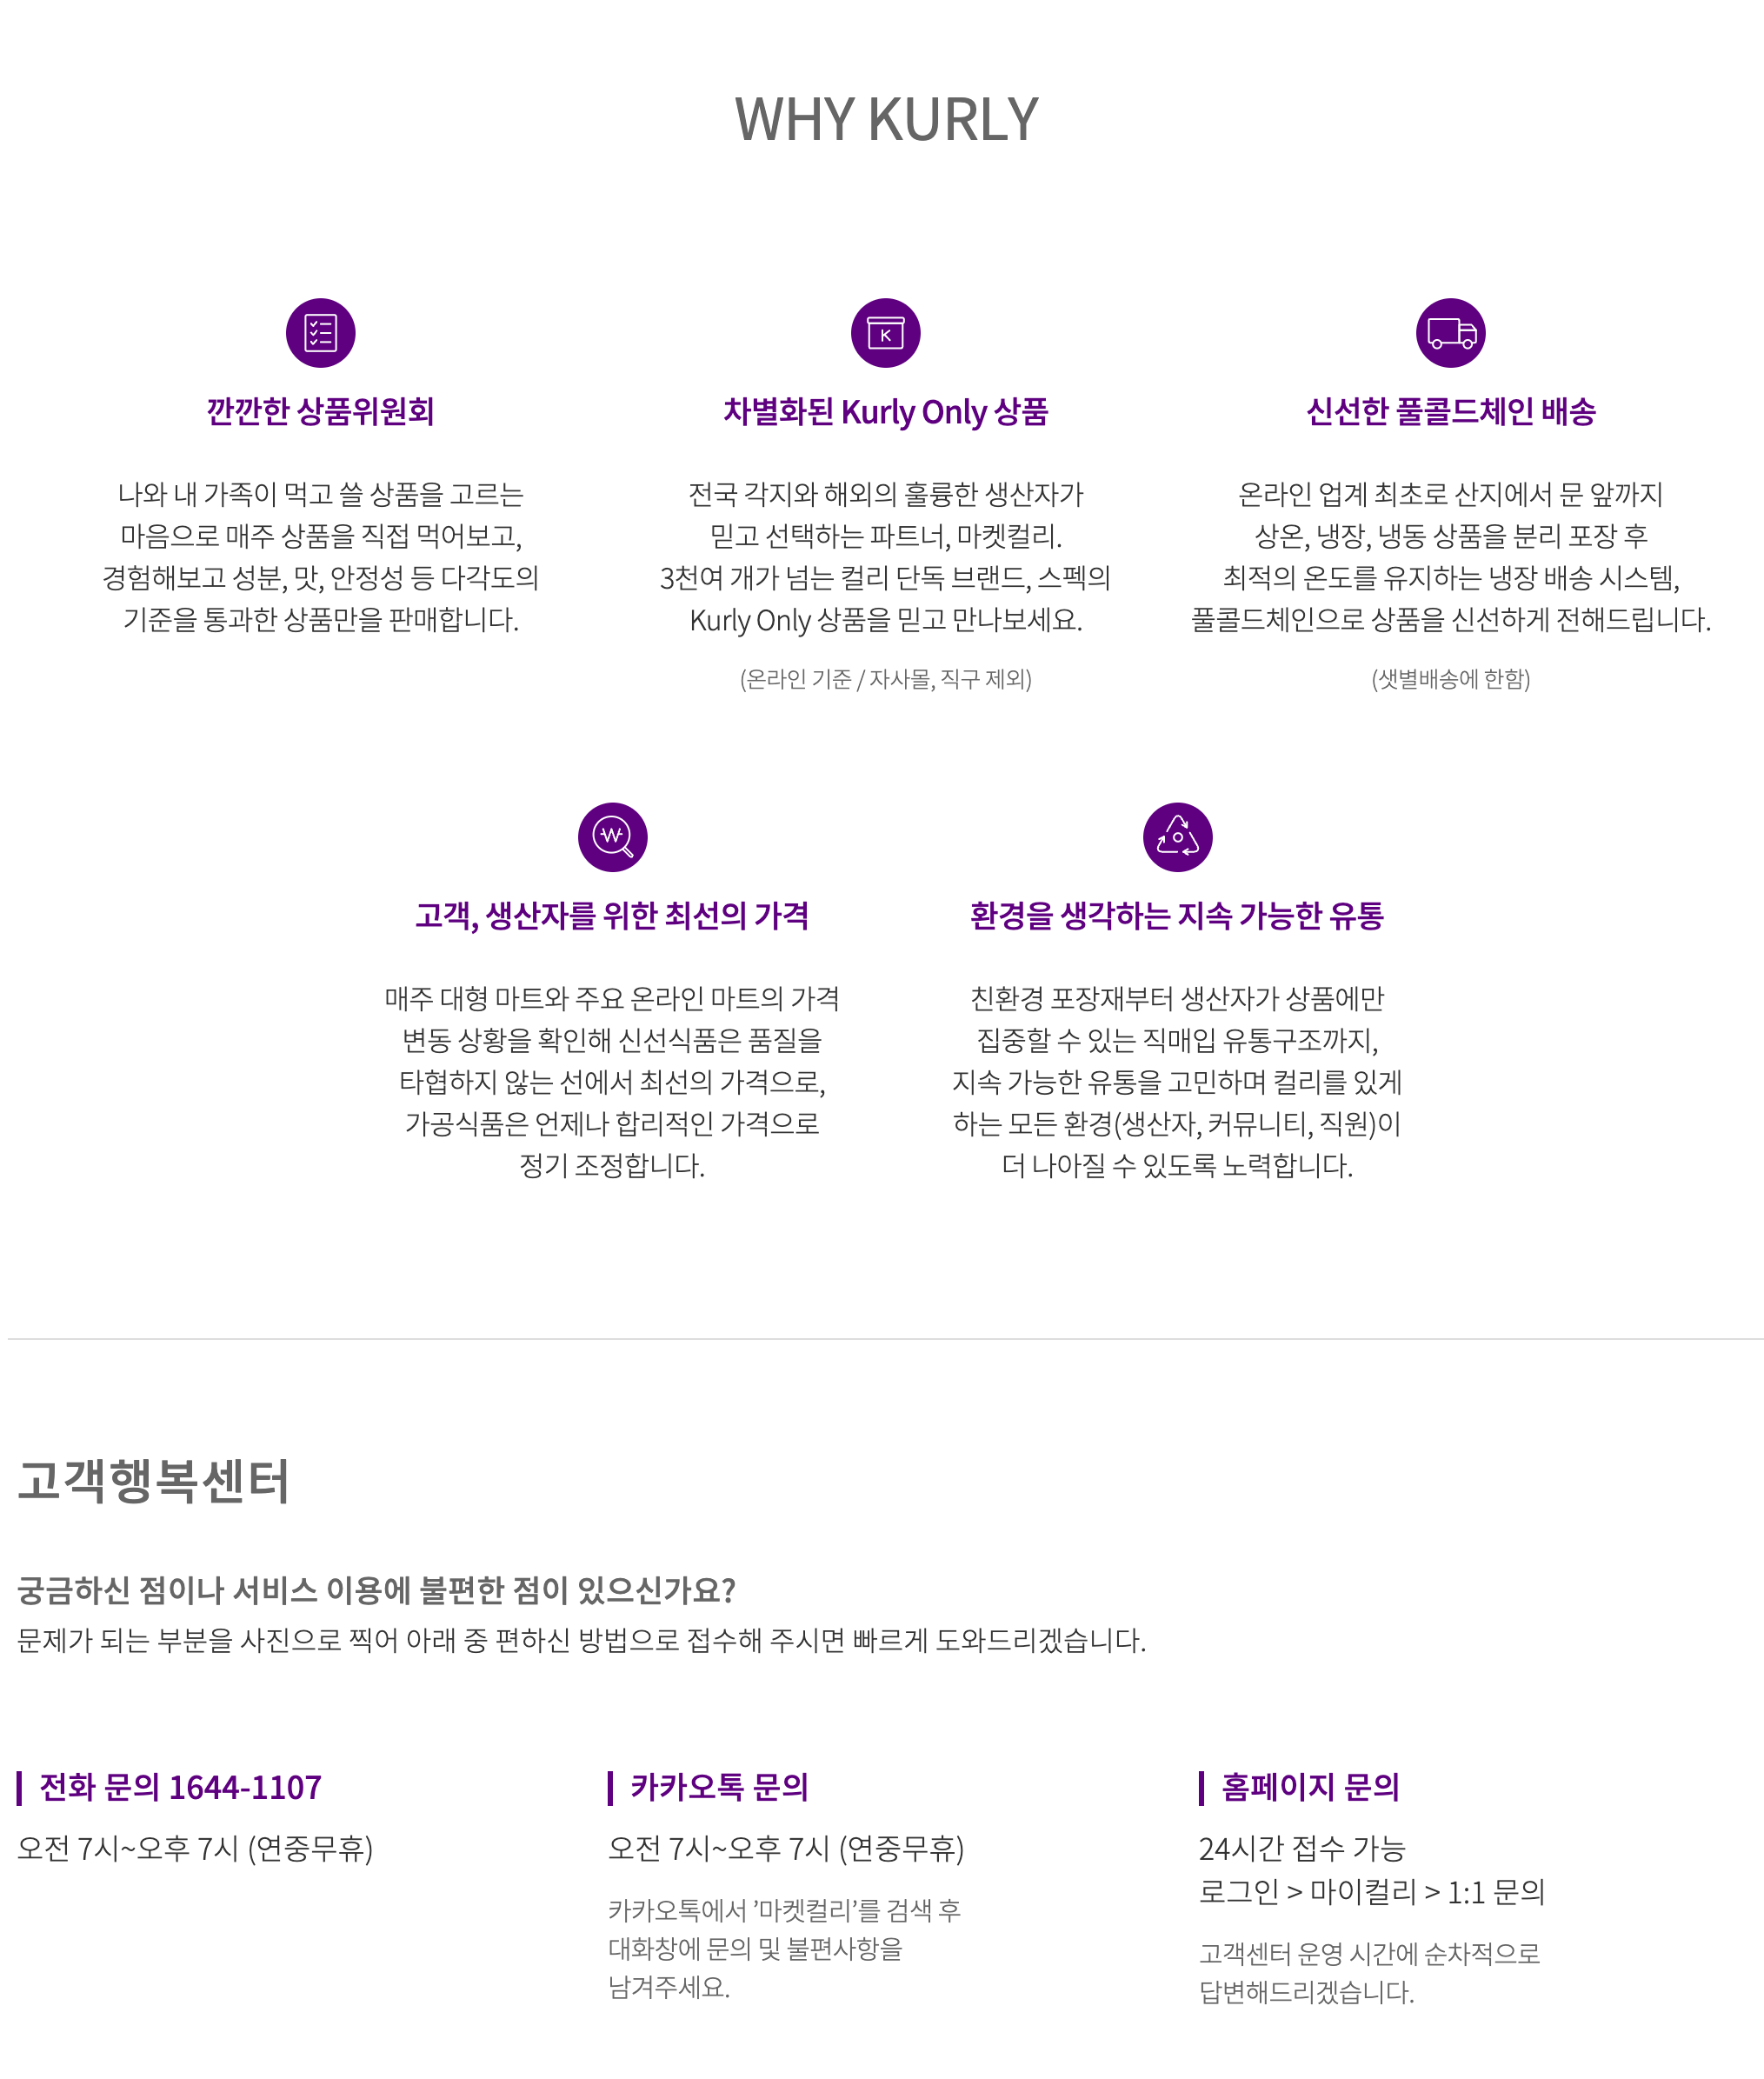 WHY KURLY
깐깐한 상품위원회
나와 내 가족이 먹고 쓸 상품을 고르는
마음으로 매주 상품을 직접 먹어보고,
경험해보고 성분, 맛, 안정성 등 다각도의
기준을 통과한 상품만을 판매합니다.
K
차별화된 Kurly Only 상품
전국 각지와 해외의 훌륭한 생산자가
믿고 선택하는 파트너, 마켓컬리.
3천여 개가 넘는 컬리 단독 브랜드, 스펙의
Kurly Only 상품을 믿고 만나보세요.
(온라인 기준 / 자사몰, 직구 제외)
신선한 풀콜드체인 배송
온라인 업계 최초로 산지에서 문 앞까지
상온, 냉장, 냉동 상품을 분리 포장 후
최적의 온도를 유지하는 냉장 배송 시스템,
풀콜드체인으로 상품을 신선하게 전해드립니다.
(샛별배송에 한함)
₩
고객, 생산자를 위한 최선의 가격
매주 대형 마트와 주요 온라인 마트의 가격
변동 상황을 확인해 신선식품은 품질을
타협하지 않는 선에서 최선의 가격으로,
가공식품은 언제나 합리적인 가격으로
정기 조정합니다.
환경을 생각하는 지속 가능한 유통
친환경 포장재부터 생산자가 상품에만
집중할 수 있는 직매입 유통구조까지,
지속 가능한 유통을 고민하며 컬리를 있게
하는 모든 환경(생산자, 커뮤니티, 직원)이
더 나아질 수 있도록 노력합니다.
고객행복센터
궁금하신 점이나 서비스 이용에 불편한 점이 있으신가요?
문제가 되는 부분을 사진으로 찍어 아래 중 편하신 방법으로 접수해 주시면 빠르게 도와드리겠습니다.
전화 문의 1644-1107
오전 7시~오후 7시 (연중무휴)
카카오톡 문의
오전 7시~오후 7시 (연중무휴)
카카오톡에서 ’마켓컬리’를 검색 후
대화창에 문의 및 불편사항을
남겨주세요.
홈페이지 문의
24시간 접수 가능
로그인 > 마이컬리 > 1:1 문의
고객센터 운영 시간에 순차적으로
답변해드리겠습니다.